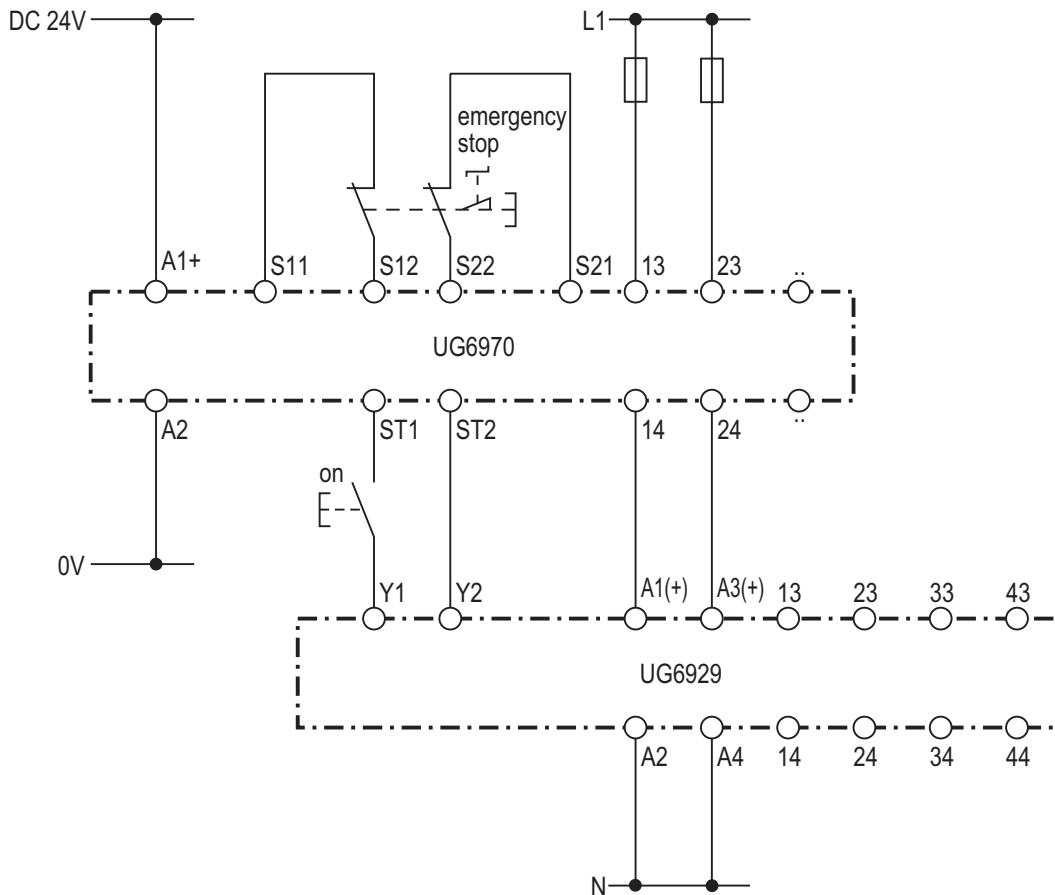 DC 24V
L1
emergency
stop
A1+ S11 S12 S22 S21 13 23 ..
UG6970
A2 ST1 ST2 14 24 ..
on
0V
Y1 Y2 A1(+) A3(+) 13 23 33 43
UG6929
A2 A4 14 24 34 44
N